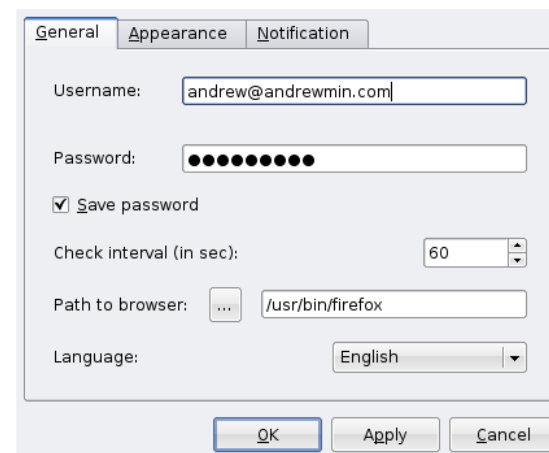 General Appearance Notification
Username: andrew@andrewmin.com
Password: ●●●●●●●●●
Save password
Check interval (in sec): 60
Path to browser: ... /usr/bin/firefox
Language: English
OK Apply Cancel